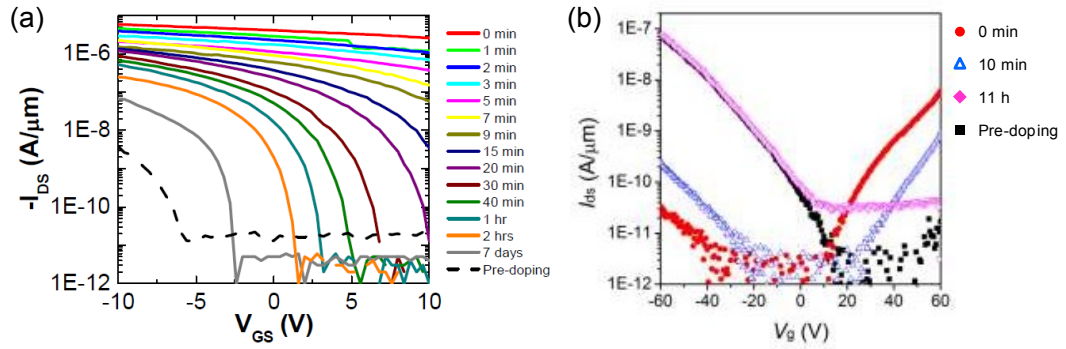 (a)
-I_DS (A/μm)
1E-6
1E-8
1E-10
1E-12
-10 -5 0 5 10
V_GS (V)
0 min
1 min
2 min
3 min
5 min
7 min
9 min
15 min
20 min
30 min
40 min
1 hr
2 hrs
7 days
Pre-doping
(b)
I_ds (A/μm)
1E-7
1E-8
1E-9
1E-10
1E-11
1E-12
-60 -40 -20 0 20 40 60
V_g (V)
0 min
10 min
11 h
Pre-doping